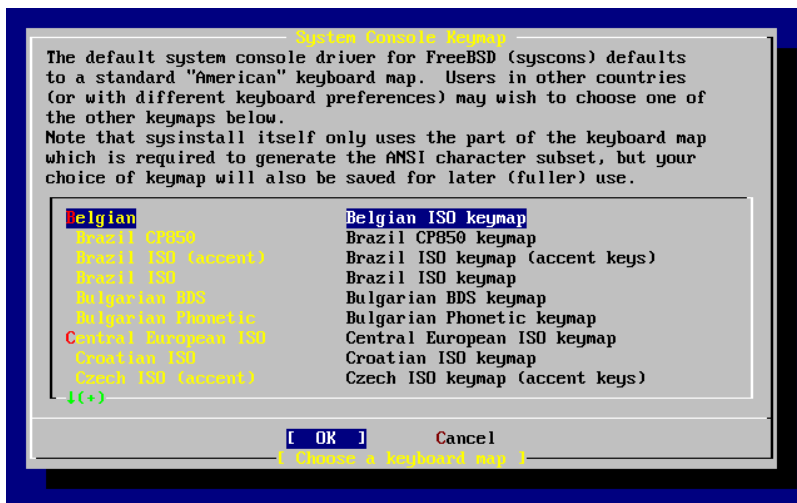 System Console Keymap
The default system console driver for FreeBSD (syscons) defaults
to a standard "American" keyboard map.  Users in other countries
(or with different keyboard preferences) may wish to choose one of
the other keymaps below.
Note that sysinstall itself only uses the part of the keyboard map
which is required to generate the ANSI character subset, but your
choice of keymap will also be saved for later (fuller) use.
Belgian Belgian ISO keymap
Brazil CP850 Brazil CP850 keymap
Brazil ISO (accent) Brazil ISO keymap (accent keys)
Brazil ISO Brazil ISO keymap
Bulgarian BDS Bulgarian BDS keymap
Bulgarian Phonetic Bulgarian Phonetic keymap
Central European ISO Central European ISO keymap
Croatian ISO Croatian ISO keymap
Czech ISO (accent) Czech ISO keymap (accent keys)
↓(+)
[ OK ] Cancel
[ Choose a keyboard map ]